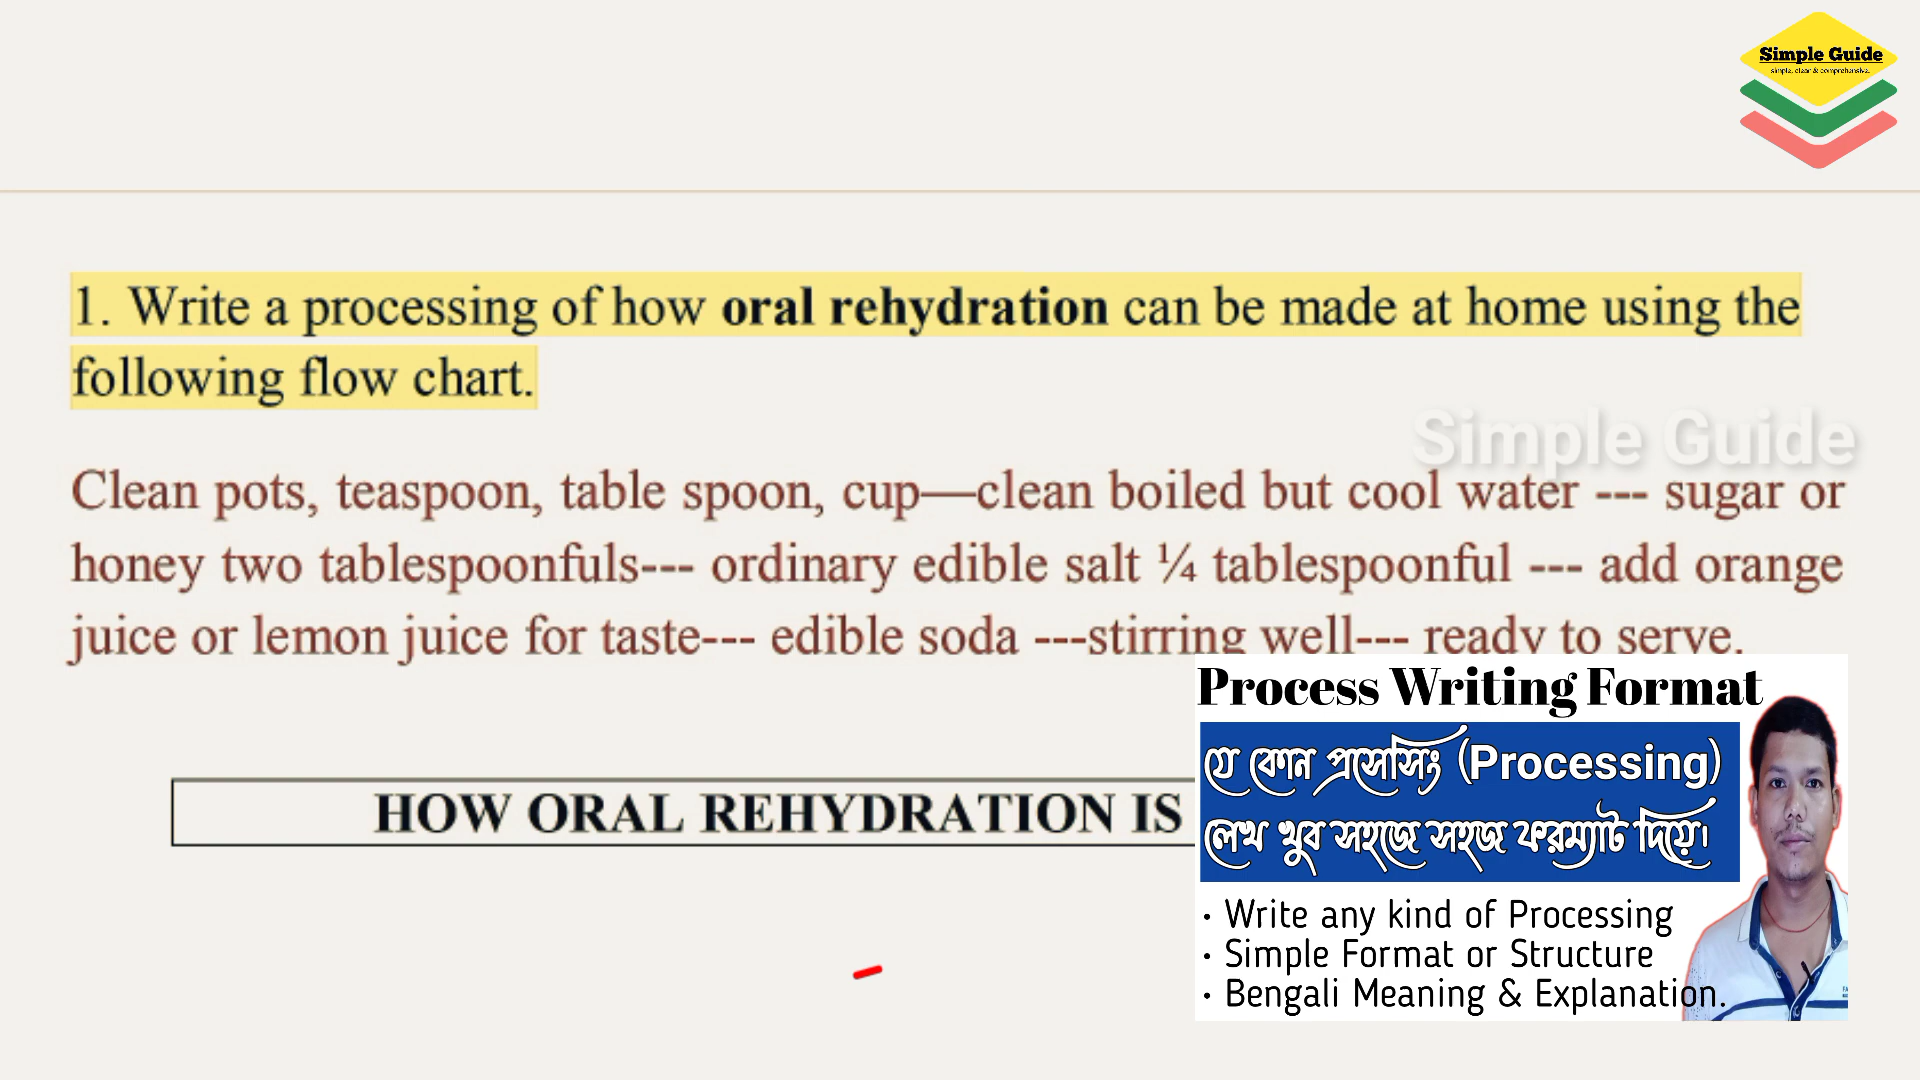 Simple Guide
simple, clear & comprehensive.
1. Write a processing of how oral rehydration can be made at home using the
following flow chart.
Simple Guide
Clean pots, teaspoon, table spoon, cup—clean boiled but cool water --- sugar or
honey two tablespoonfuls--- ordinary edible salt ¼ tablespoonful --- add orange
juice or lemon juice for taste--- edible soda ---stirring well--- ready to serve.
HOW ORAL REHYDRATION IS
Process Writing Format
যে কোন প্রসেসিং (Processing)
লেখ খুব সহজে সহজ ফরম্যাট দিয়ে।
· Write any kind of Processing
· Simple Format or Structure
· Bengali Meaning & Explanation.